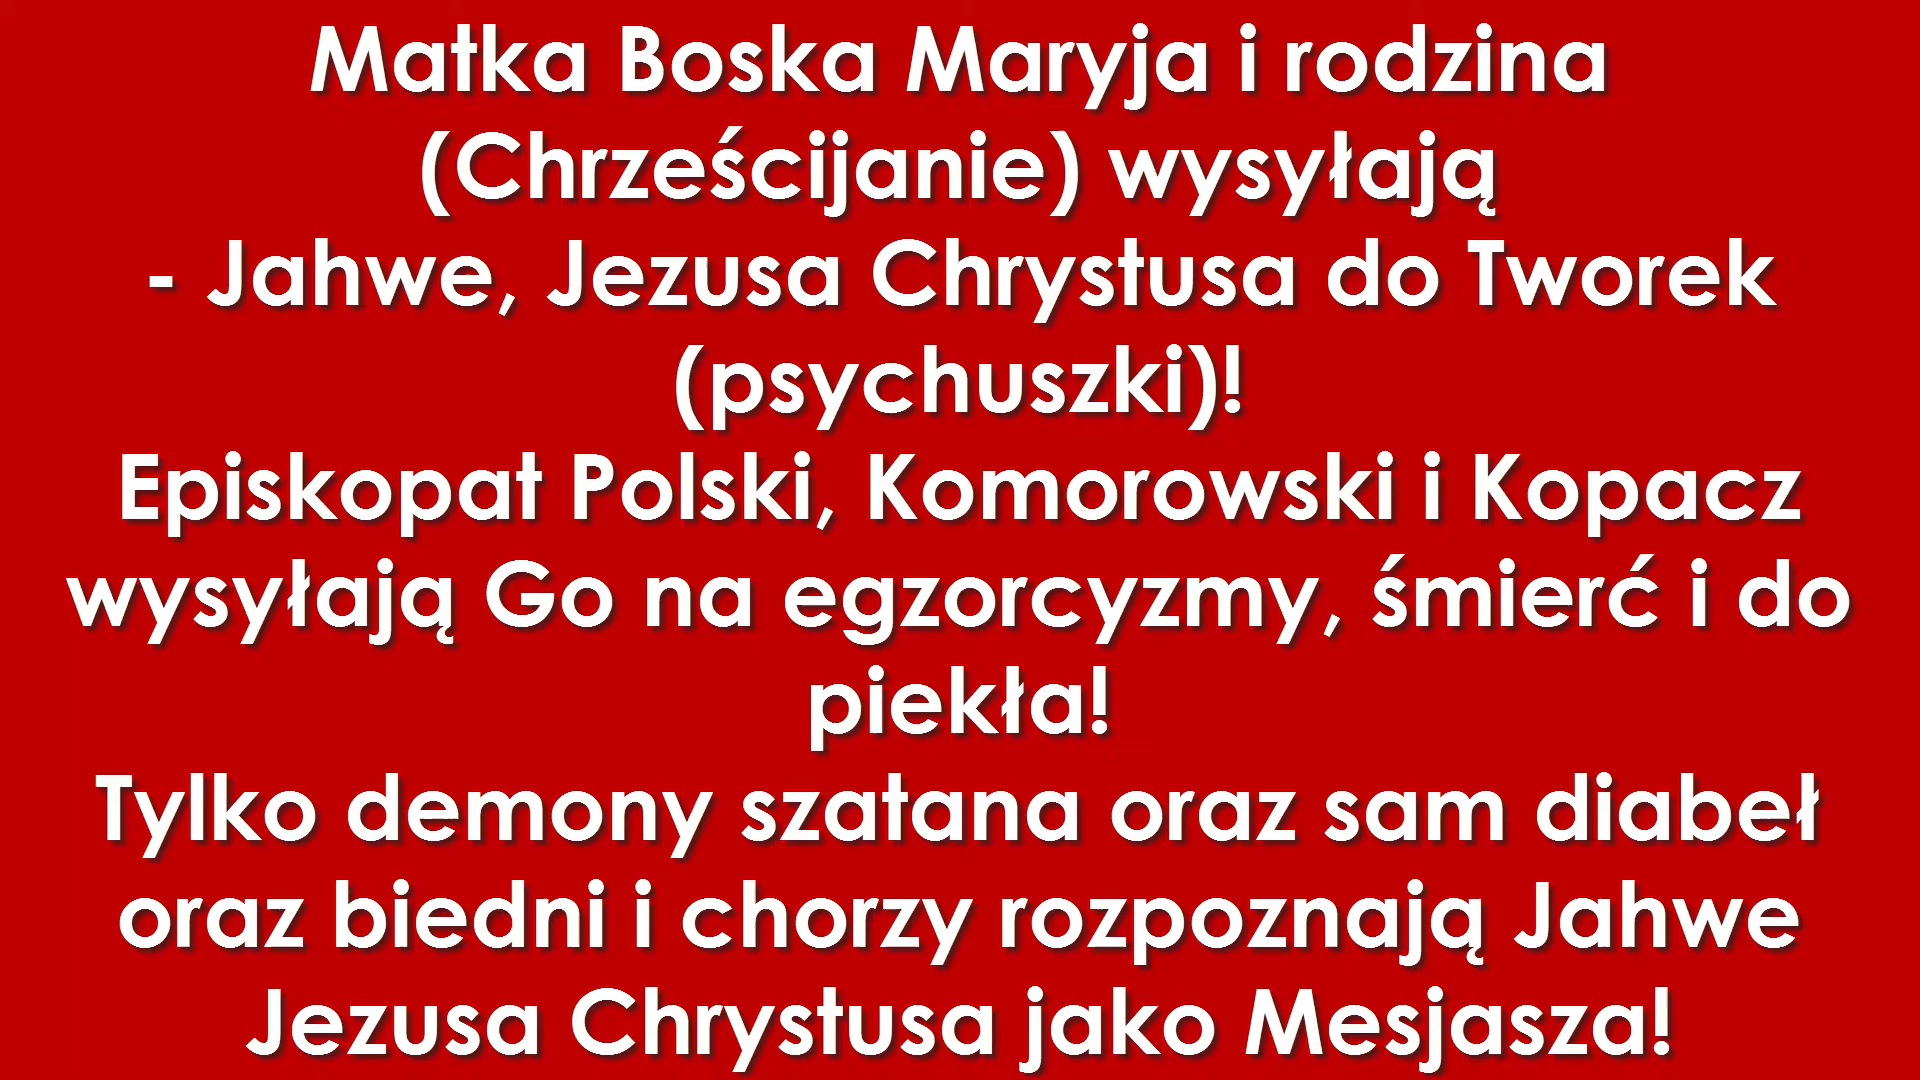 Matka Boska Maryja i rodzina
(Chrześcijanie) wysyłają
- Jahwe, Jezusa Chrystusa do Tworek
(psychuszki)!
Episkopat Polski, Komorowski i Kopacz
wysyłają Go na egzorcyzmy, śmierć i do
piekła!
Tylko demony szatana oraz sam diabeł
oraz biedni i chorzy rozpoznają Jahwe
Jezusa Chrystusa jako Mesjasza!